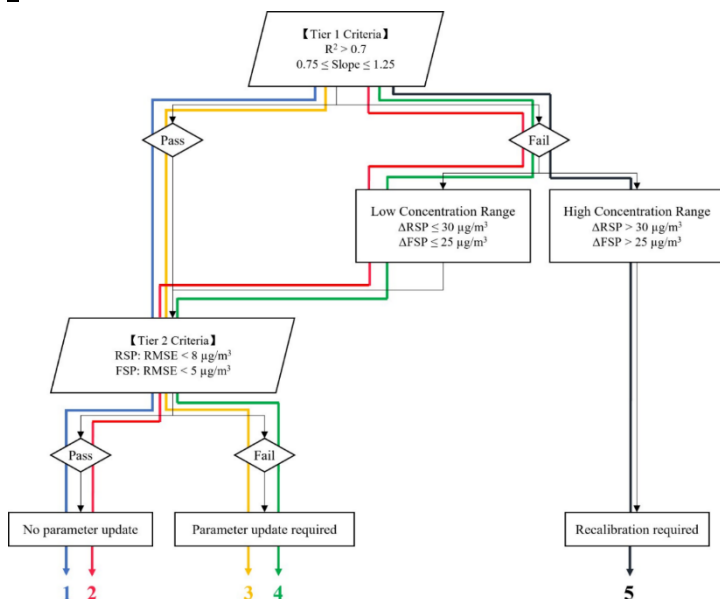 【Tier 1 Criteria】
R² > 0.7
0.75 ≤ Slope ≤ 1.25
Pass
Fail
Low Concentration Range
ΔRSP ≤ 30 µg/m³
ΔFSP ≤ 25 µg/m³
High Concentration Range
ΔRSP > 30 µg/m³
ΔFSP > 25 µg/m³
【Tier 2 Criteria】
RSP: RMSE < 8 µg/m³
FSP: RMSE < 5 µg/m³
Pass
Fail
No parameter update
Parameter update required
Recalibration required
1 2 3 4 5